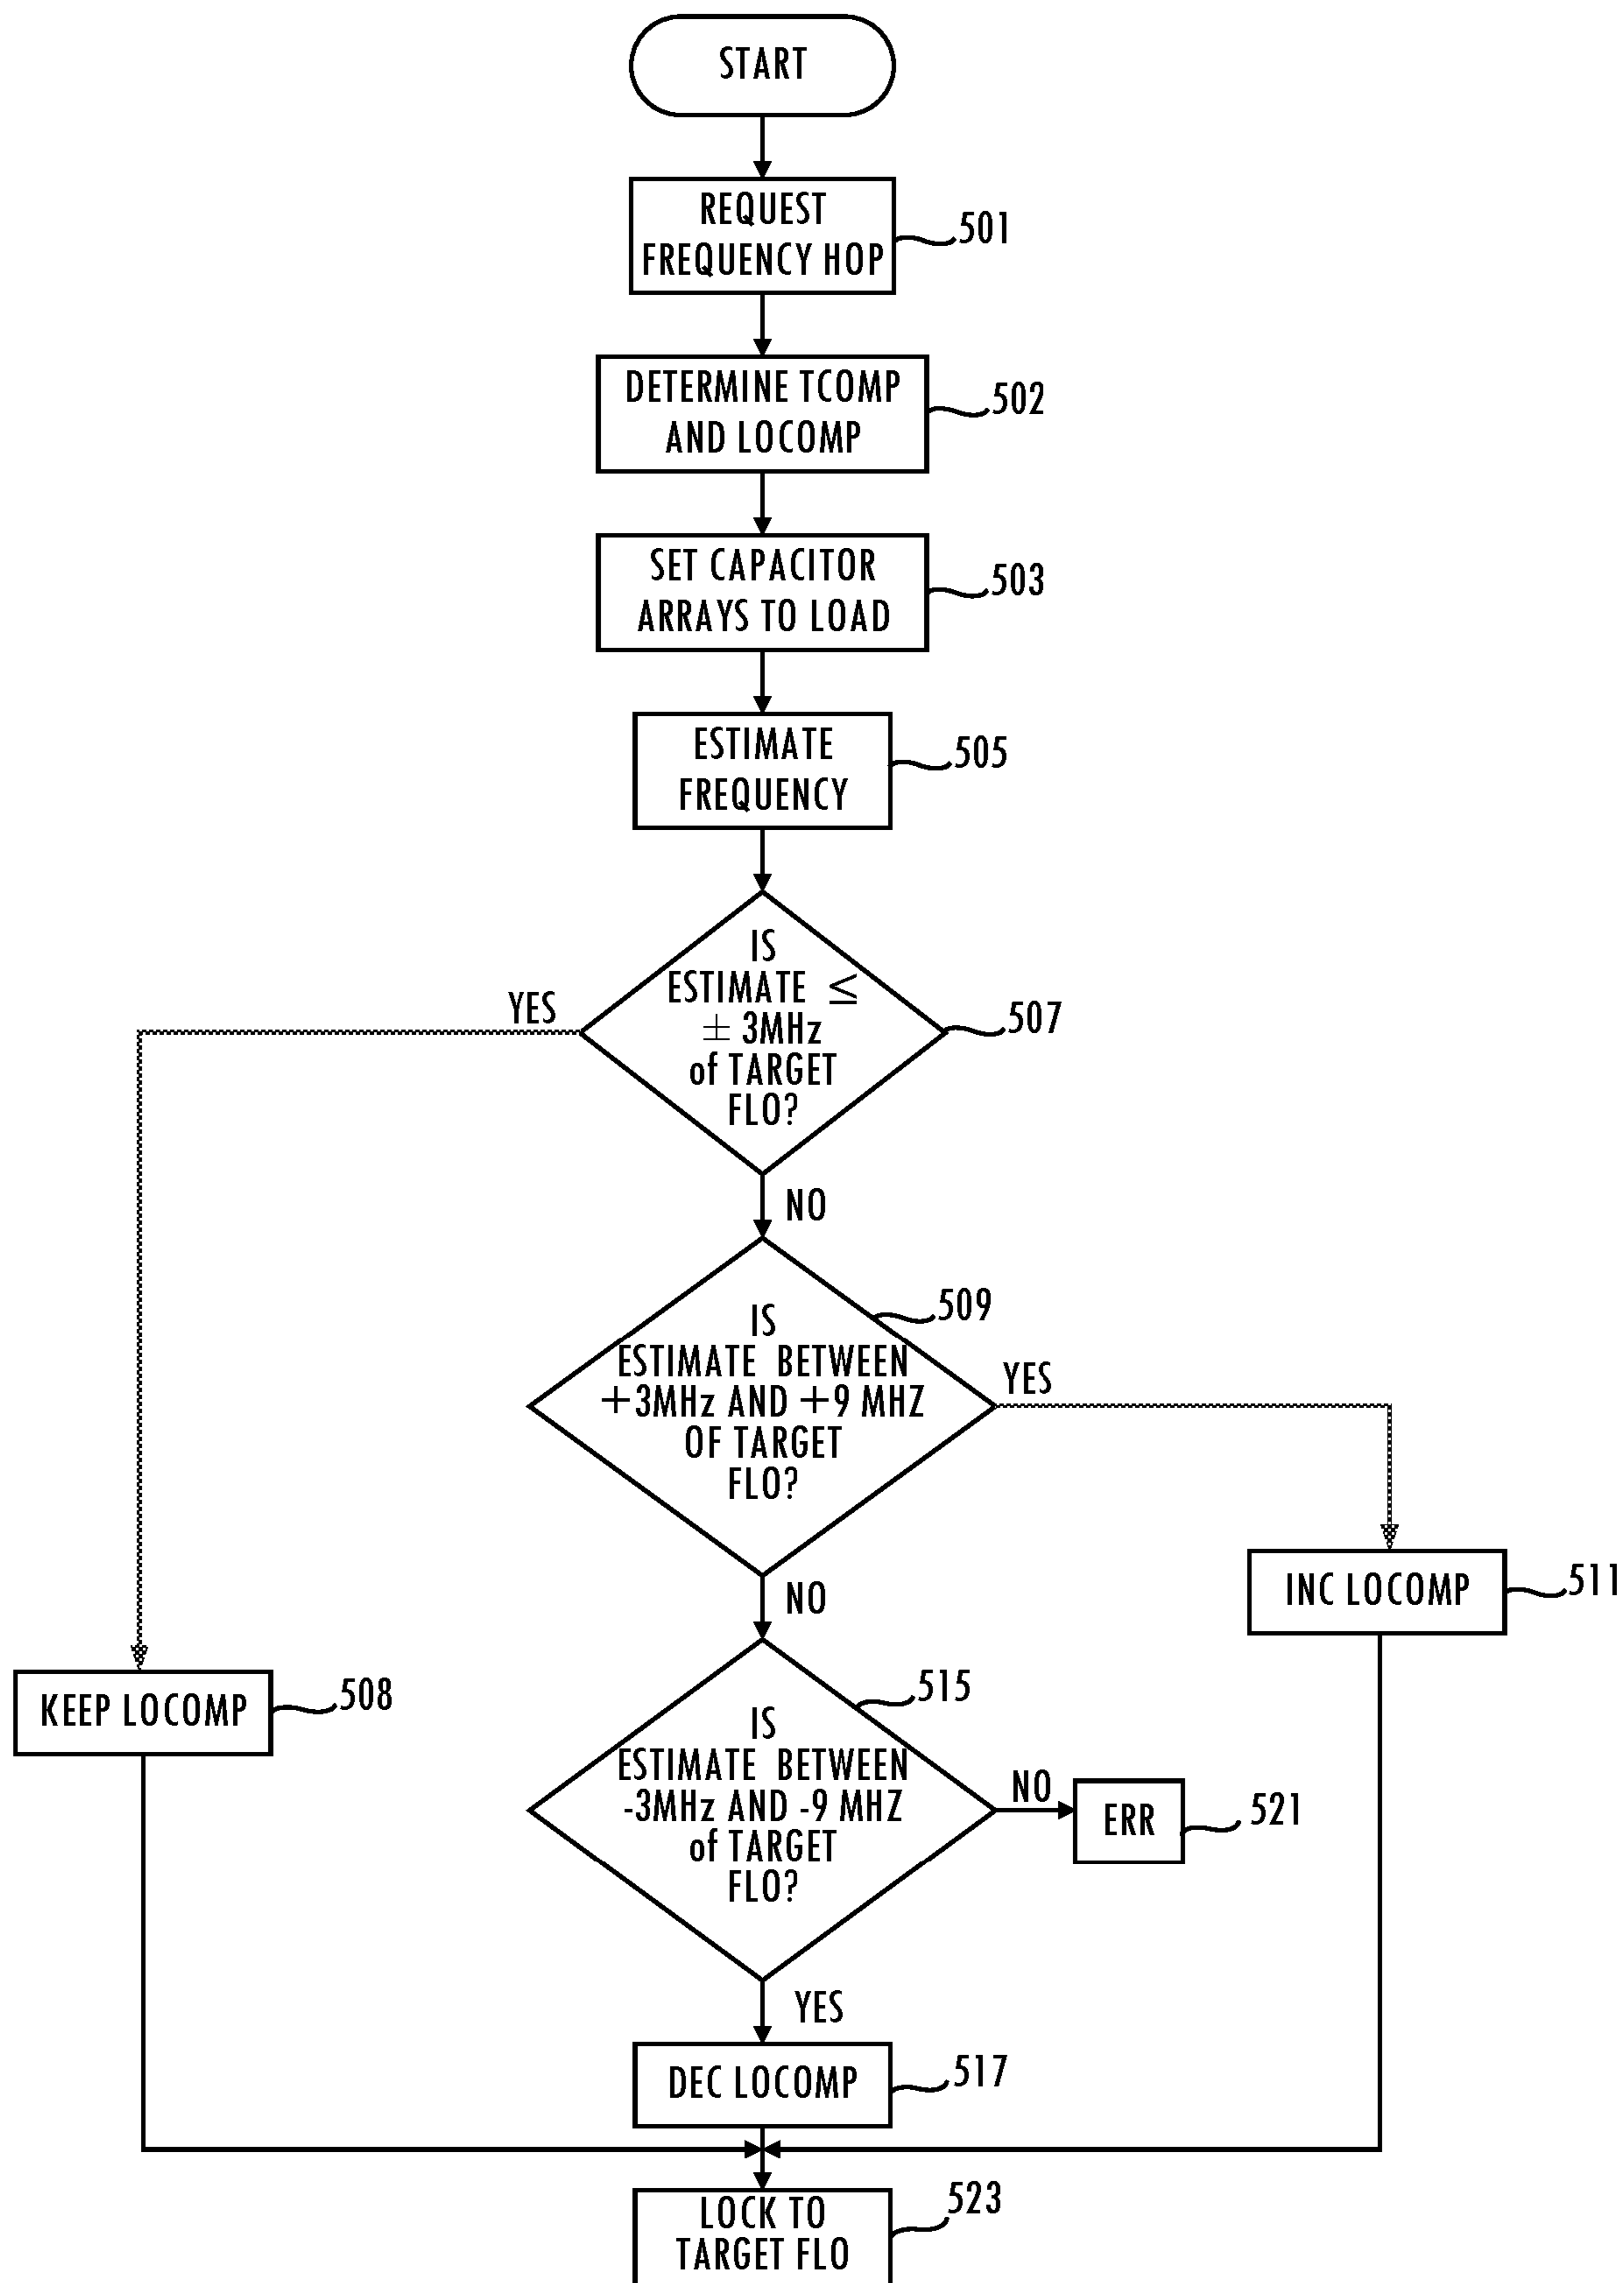 START
REQUEST
FREQUENCY HOP
501
DETERMINE TCOMP
AND LOCOMP
502
SET CAPACITOR
ARRAYS TO LOAD
503
ESTIMATE
FREQUENCY
505
IS
ESTIMATE ≤
± 3MHz
of TARGET
FLO?
507
YES
NO
IS
ESTIMATE BETWEEN
+3MHz AND +9 MHZ
OF TARGET
FLO?
509
YES
INC LOCOMP
511
NO
KEEP LOCOMP
508
IS
ESTIMATE BETWEEN
-3MHz AND -9 MHZ
of TARGET
FLO?
515
NO
ERR
521
YES
DEC LOCOMP
517
LOCK TO
TARGET FLO
523